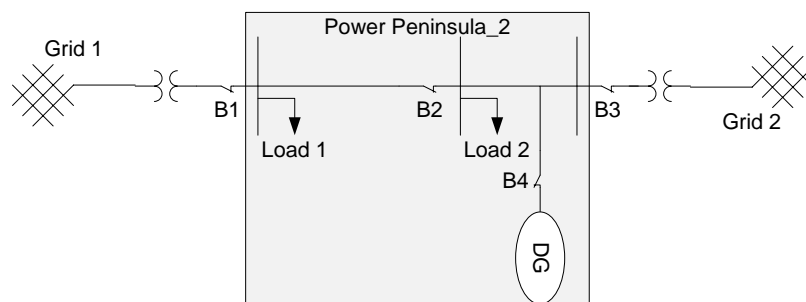 Power Peninsula_2
Grid 1
Grid 2
B1
B2
B3
Load 1
Load 2
B4
DG